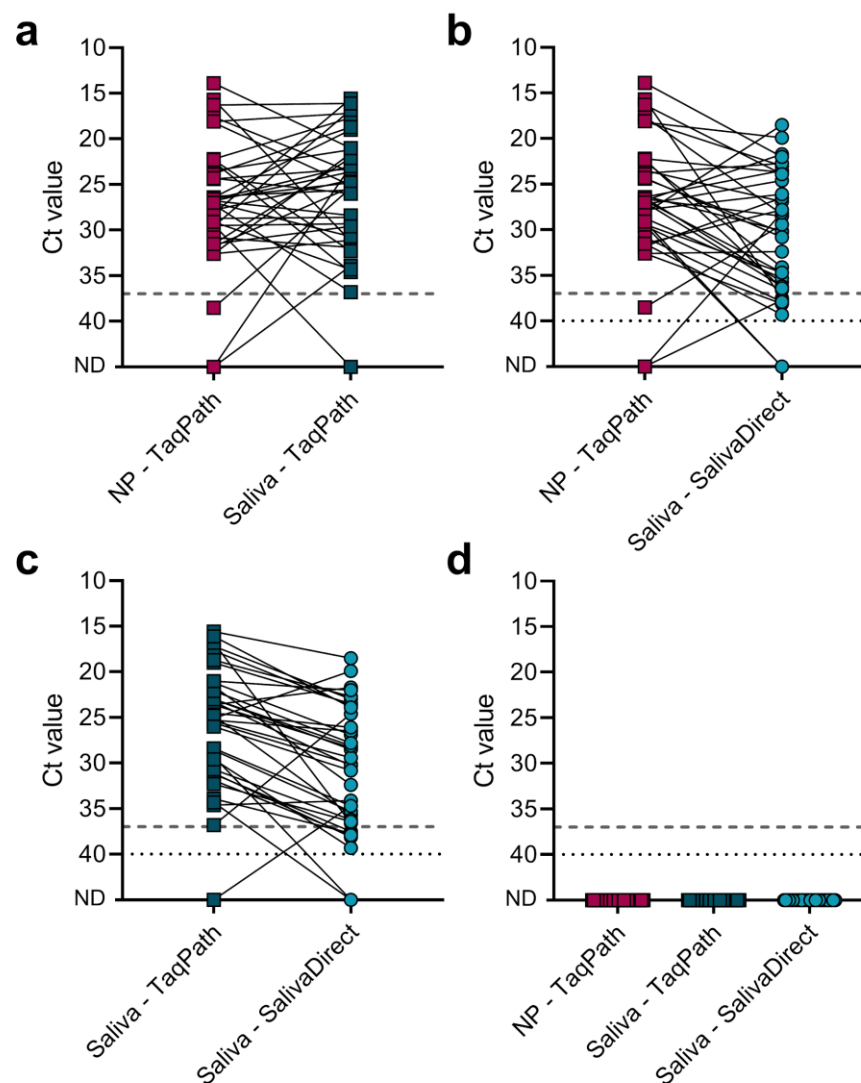 a
10
15
20
25
30
35
40
ND
Ct value
NP - TaqPath
Saliva - TaqPath
b
10
15
20
25
30
35
40
ND
Ct value
NP - TaqPath
Saliva - SalivaDirect
c
10
15
20
25
30
35
40
ND
Ct value
Saliva - TaqPath
Saliva - SalivaDirect
d
10
15
20
25
30
35
40
ND
Ct value
NP - TaqPath
Saliva - TaqPath
Saliva - SalivaDirect